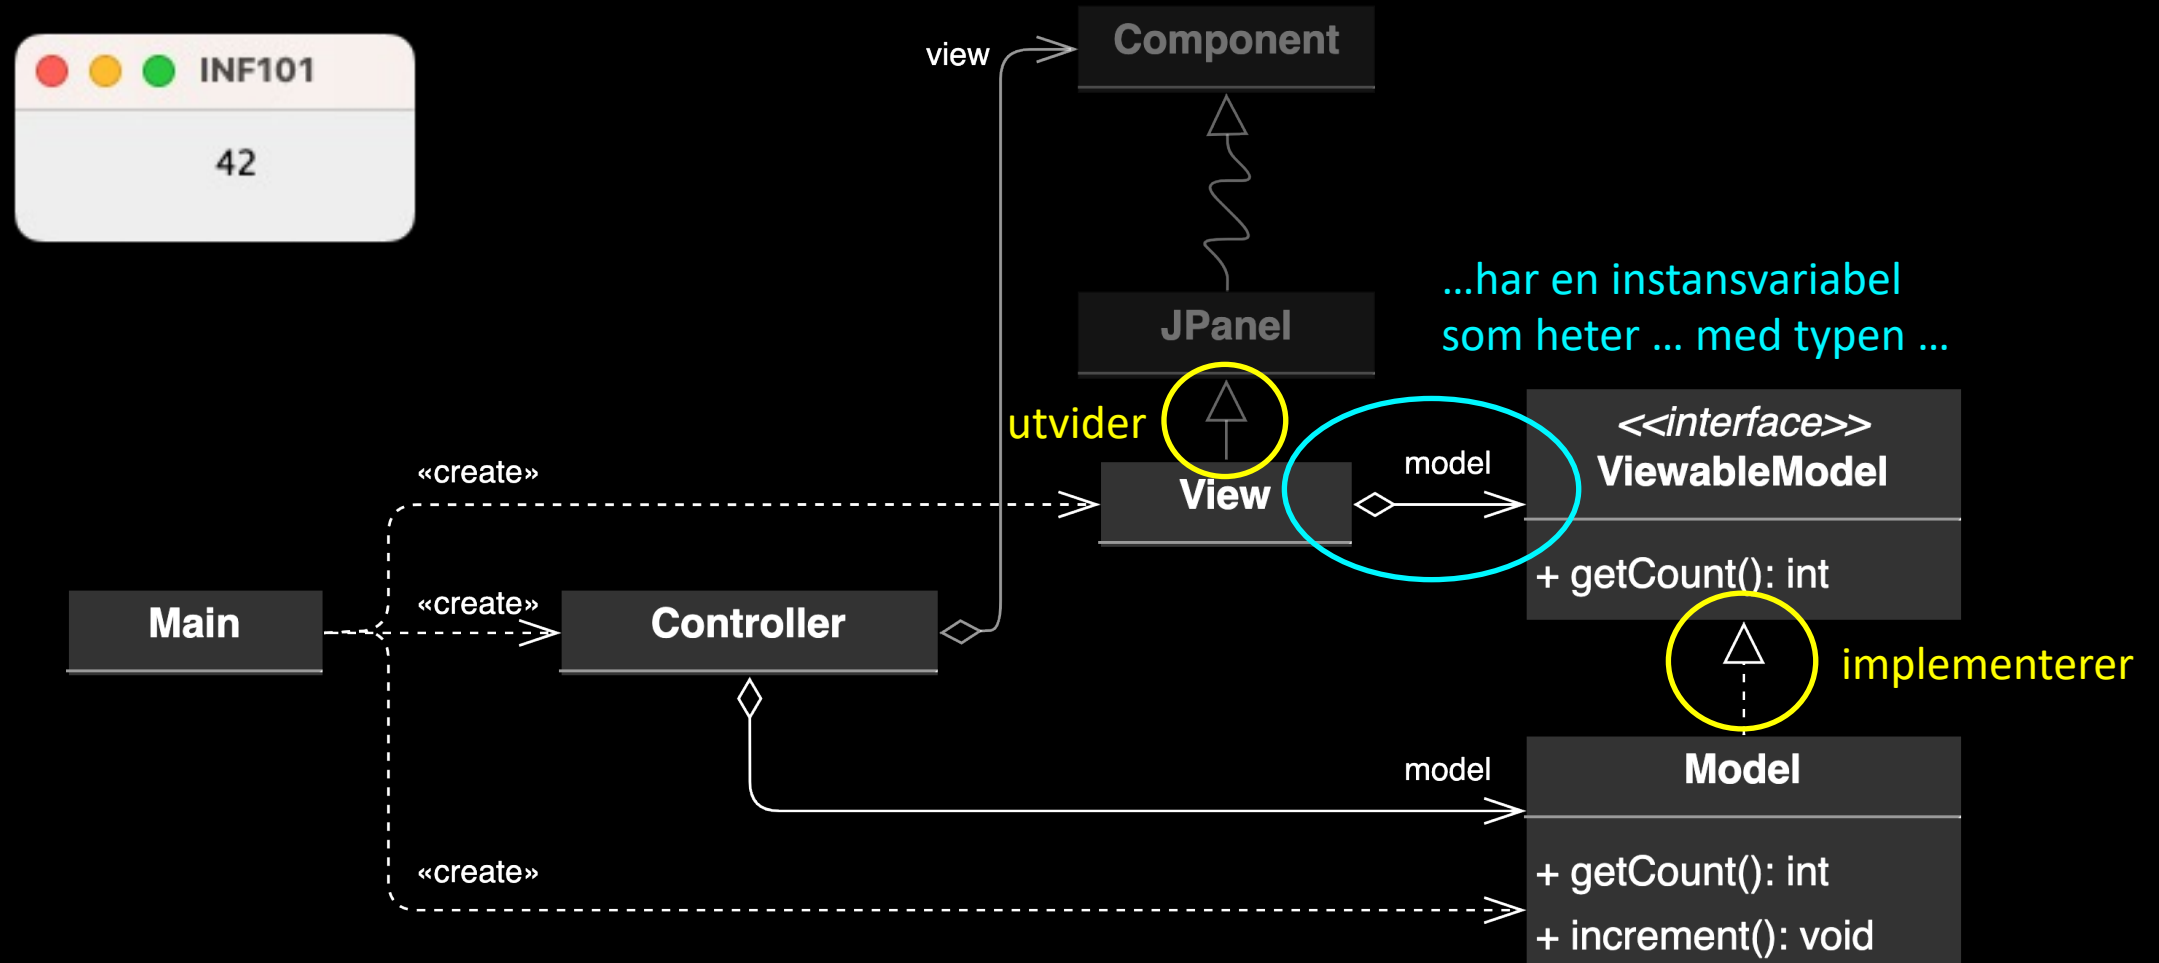 INF101
42
view
Component
JPanel
…har en instansvariabel
som heter … med typen …
utvider
<<interface>>
ViewableModel
model
View
«create»
+ getCount(): int
«create»
Main
Controller
implementerer
model
Model
«create»
+ getCount(): int
+ increment(): void